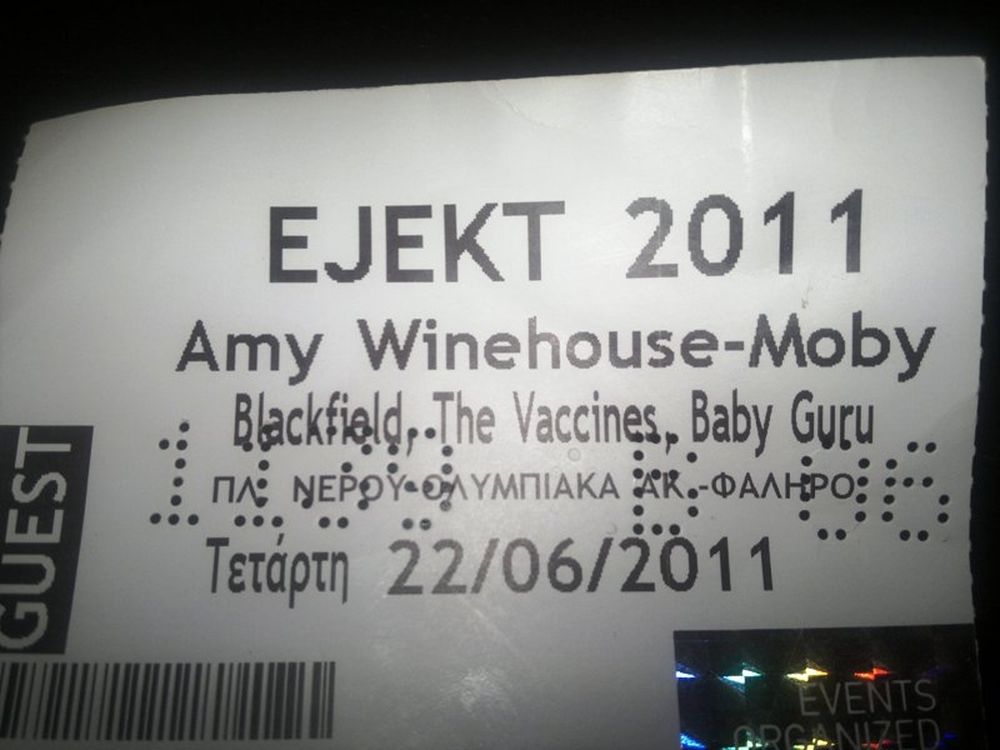 EJEKT 2011
Amy Winehouse-Moby
Blackfield, The Vaccines, Baby Guru
ΠΛ. ΝΕΡΟΥ-ΟΛΥΜΠΙΑΚΑ ΑΚ.-ΦΑΛΗΡΟ
Τετάρτη 22/06/2011
GUEST
EVENTS
ORGANIZED